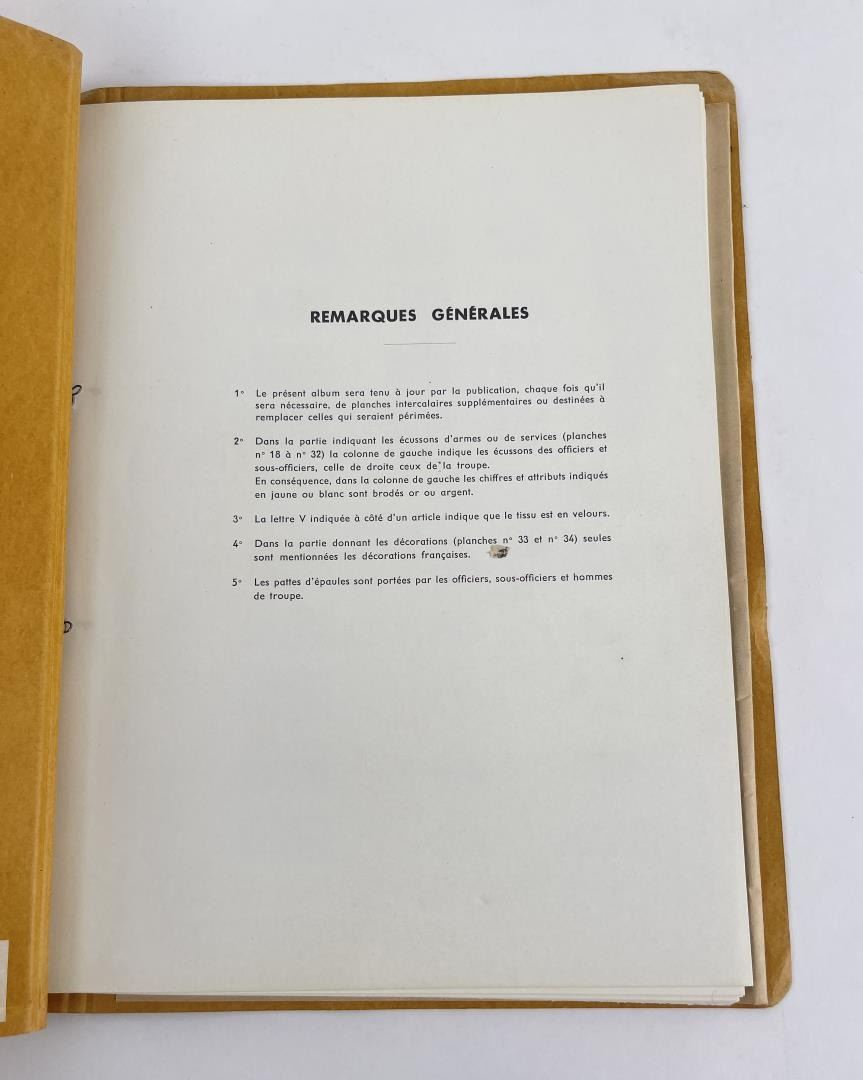 REMARQUES GÉNÉRALES
1° Le présent album sera tenu à jour par la publication, chaque fois qu'il
sera nécessaire, de planches intercalaires supplémentaires ou destinées à
remplacer celles qui seraient périmées.
2° Dans la partie indiquant les écussons d'armes ou de services (planches
n° 18 à n° 32) la colonne de gauche indique les écussons des officiers et
sous-officiers, celle de droite ceux de la troupe.
En conséquence, dans la colonne de gauche les chiffres et attributs indiqués
en jaune ou blanc sont brodés or ou argent.
3° La lettre V indiquée à côté d'un article indique que le tissu est en velours.
4° Dans la partie donnant les décorations (planches n° 33 et n° 34) seules
sont mentionnées les décorations françaises.
5° Les pattes d'épaules sont portées par les officiers, sous-officiers et hommes
de troupe.